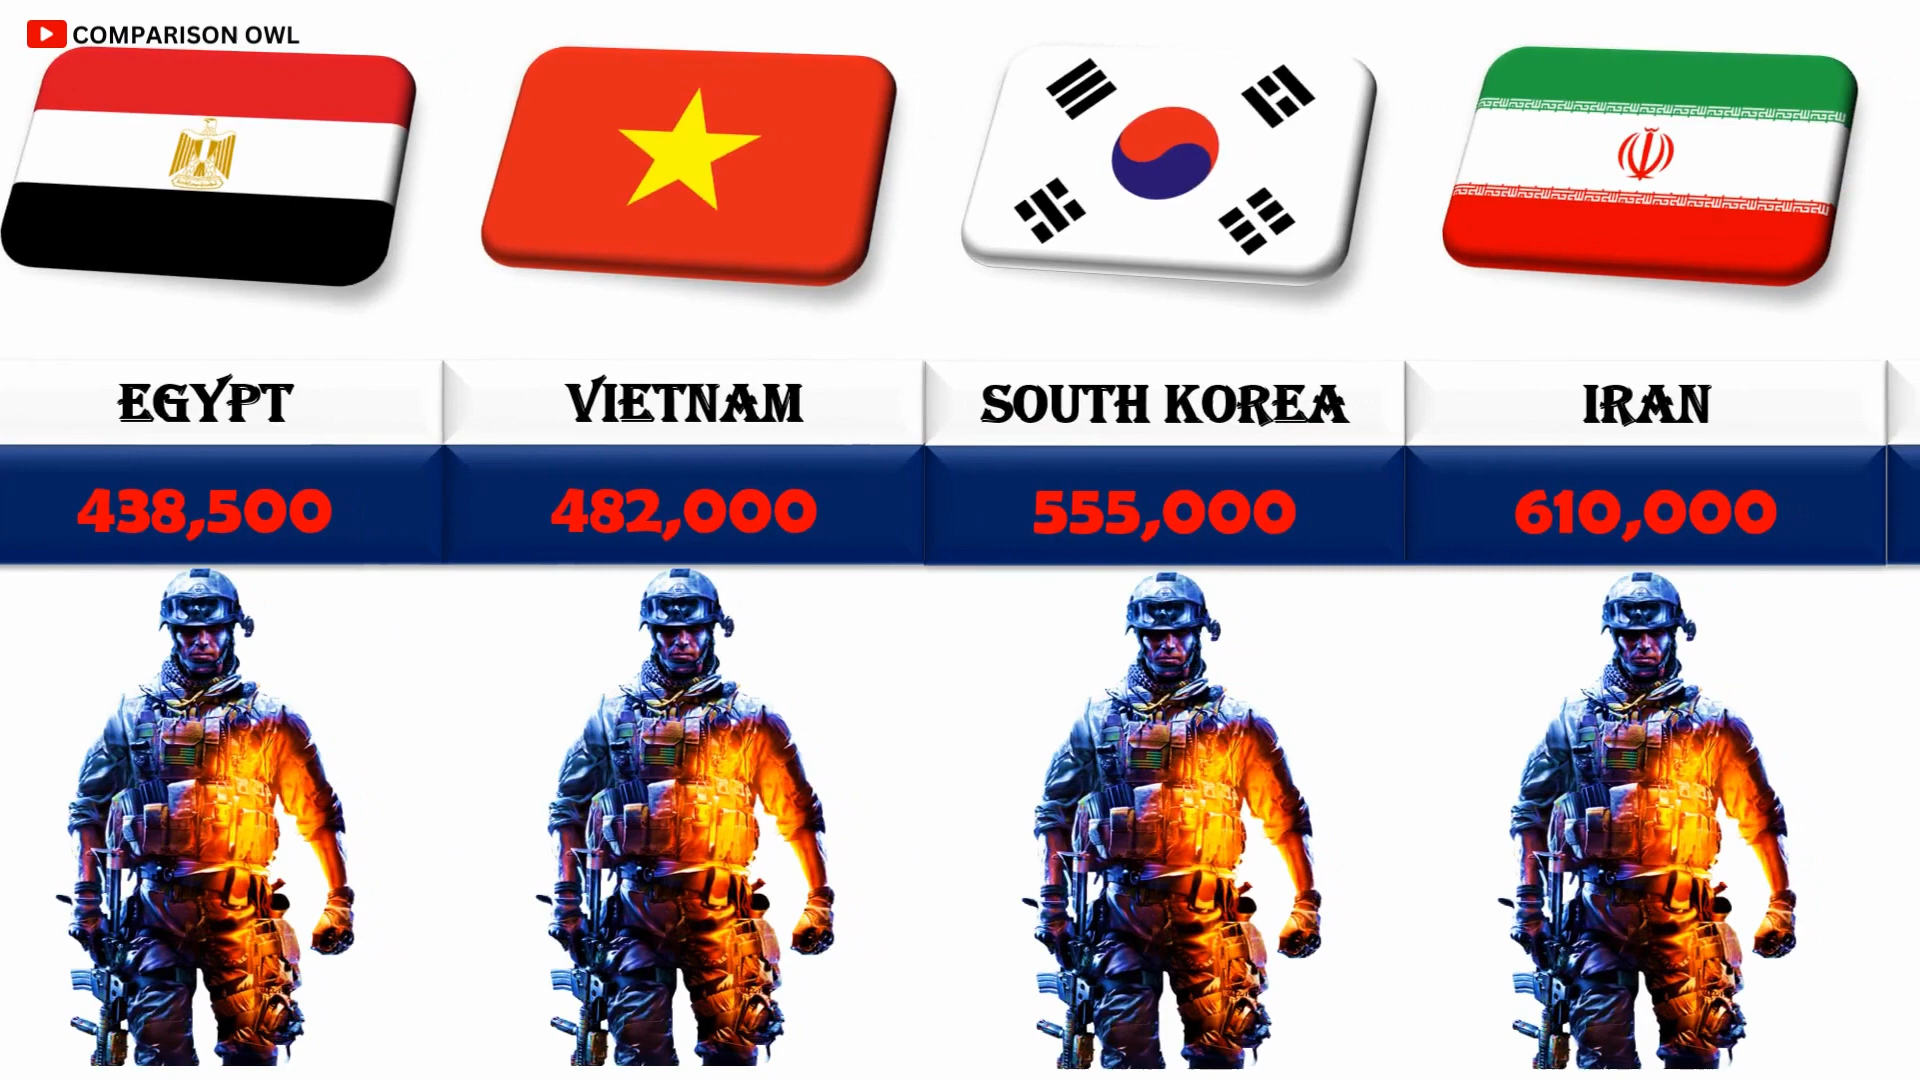 COMPARISON OWL
EGYPT
VIETNAM
SOUTH KOREA
IRAN
438,500
482,000
555,000
610,000